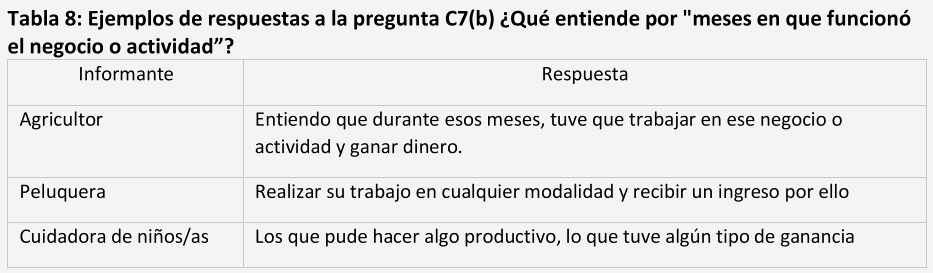 Tabla 8: Ejemplos de respuestas a la pregunta C7(b) ¿Qué entiende por "meses en que funcionó
el negocio o actividad”?
Informante Respuesta
Agricultor Entiendo que durante esos meses, tuve que trabajar en ese negocio o
actividad y ganar dinero.
Peluquera Realizar su trabajo en cualquier modalidad y recibir un ingreso por ello
Cuidadora de niños/as Los que pude hacer algo productivo, lo que tuve algún tipo de ganancia